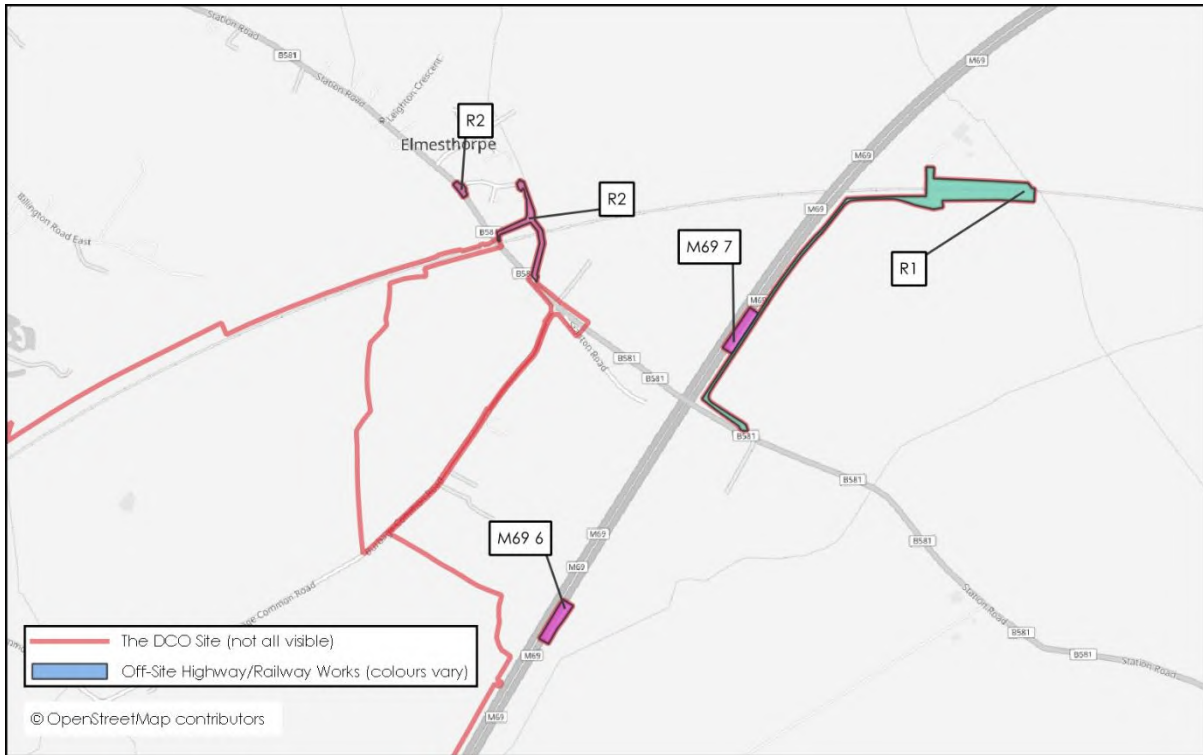 Station Road
B581
Station Road
Leighton Crescent
M69
R2
Elmesthorpe
M69
Billington Road East
R2
M69
B58
M69 7
R1
B58
M69
B581
B581
B581
B581
M69 6
M69
M69
B581
Station Road
B581
M69
B581
Station Road
Common Road
M69
The DCO Site (not all visible)
Off-Site Highway/Railway Works (colours vary)
© OpenStreetMap contributors